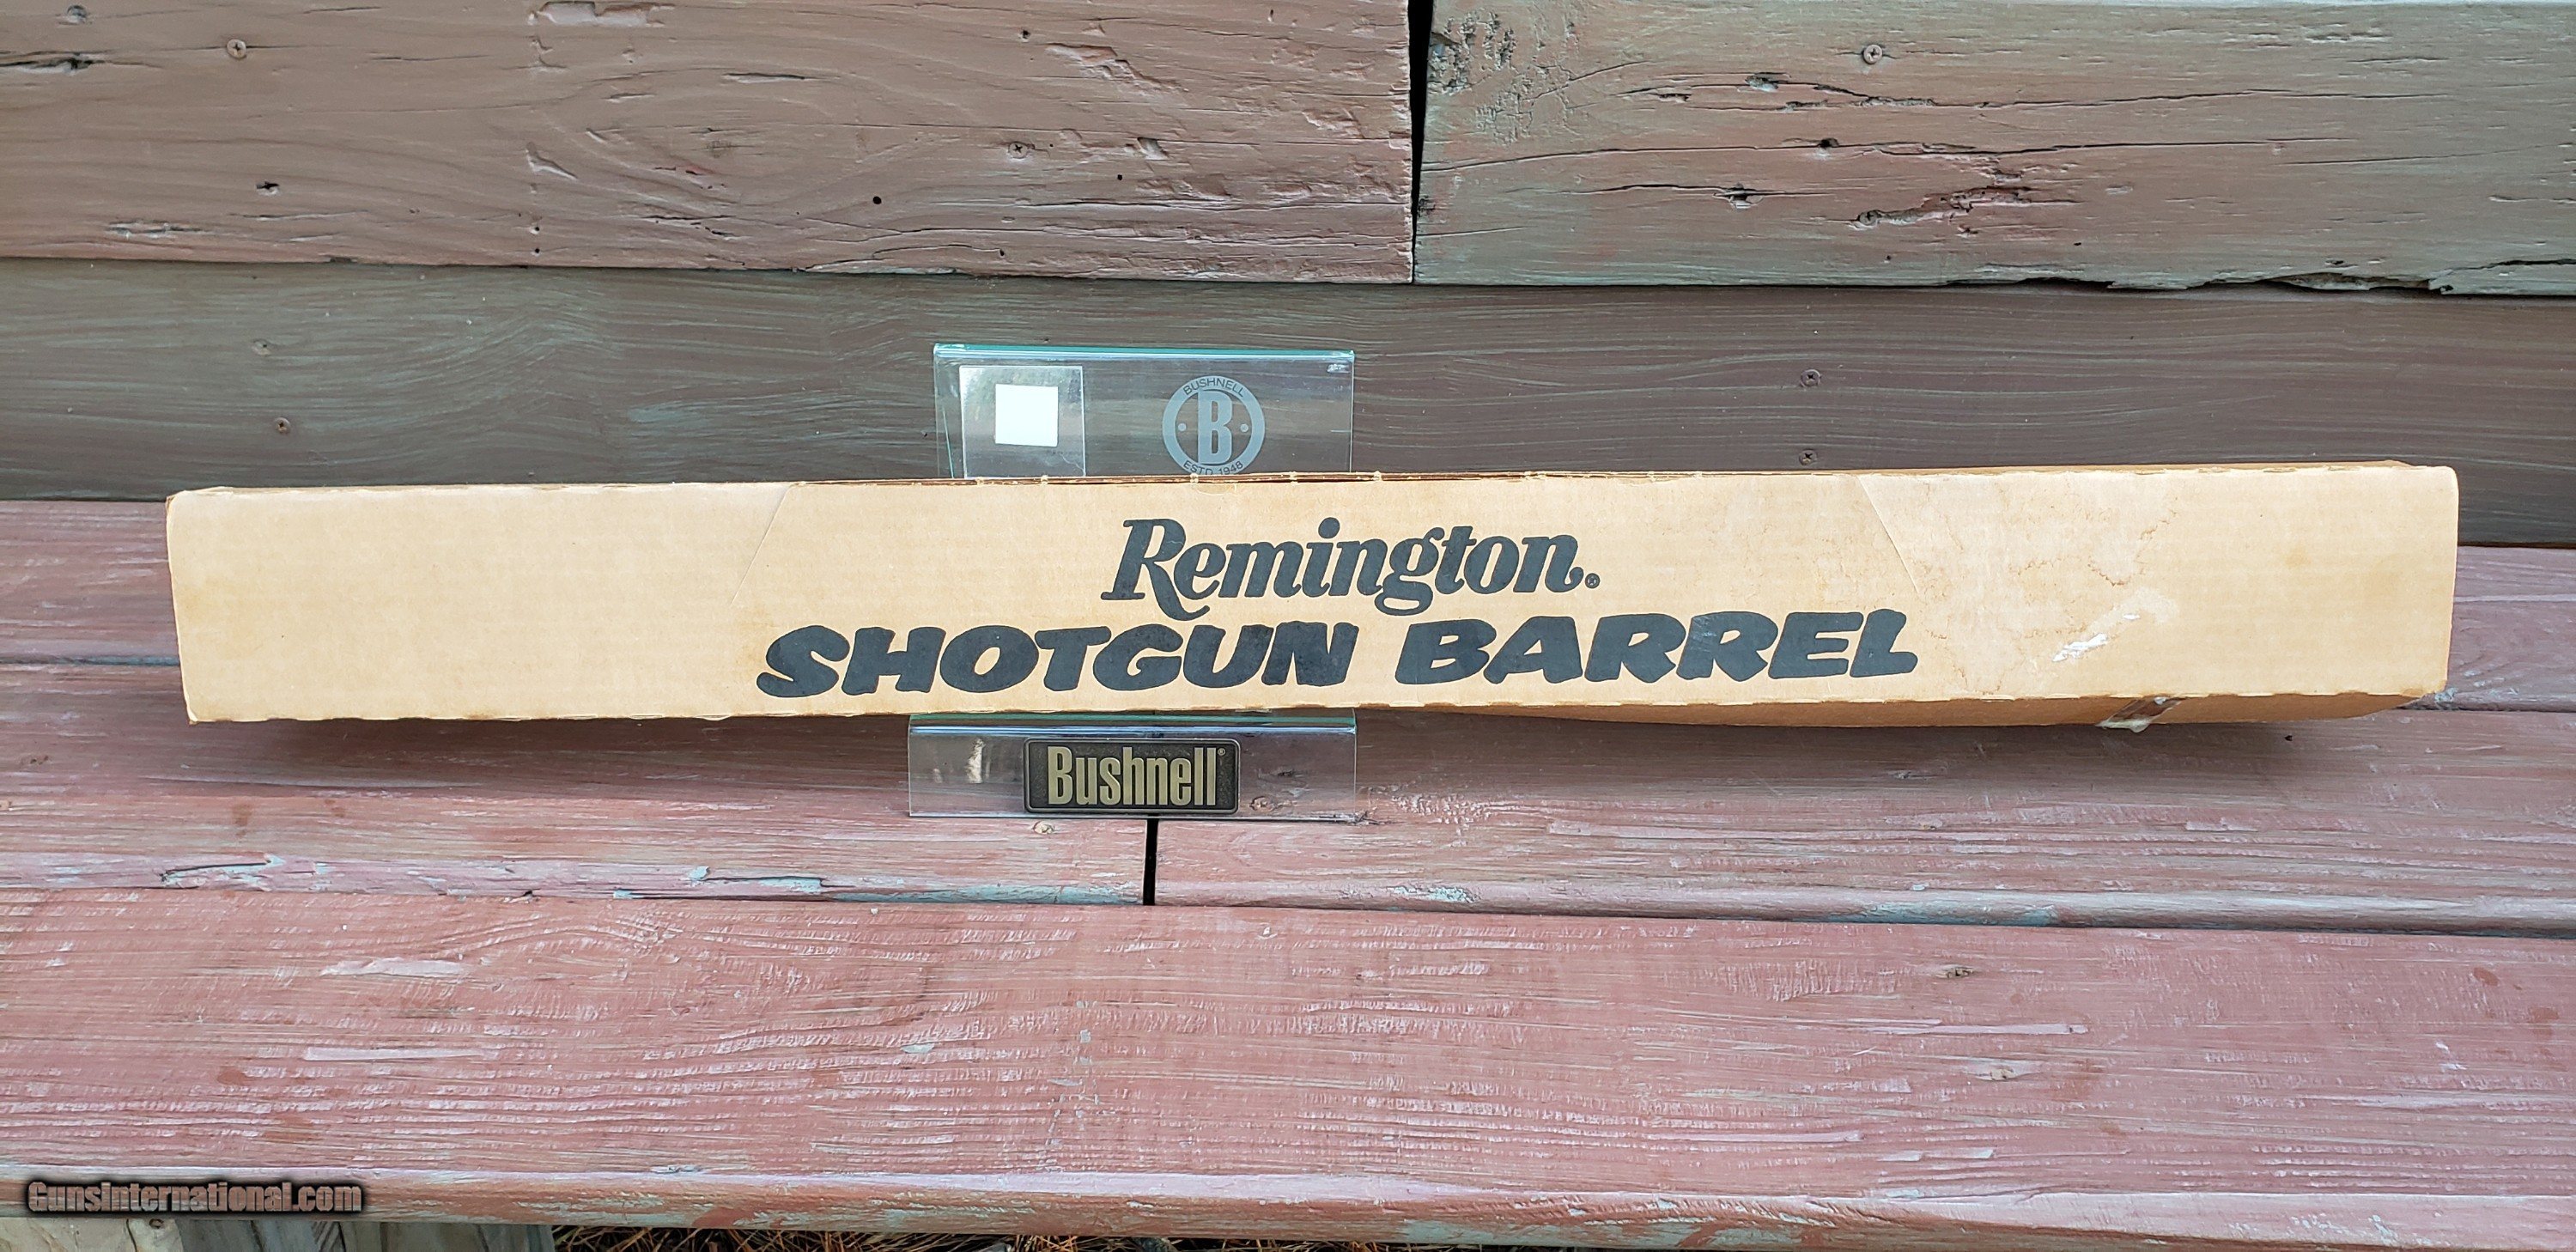 BUSHNELL
B
ESTD 1948
Remington®
SHOTGUN BARREL
Bushnell®
GunsInternational.com